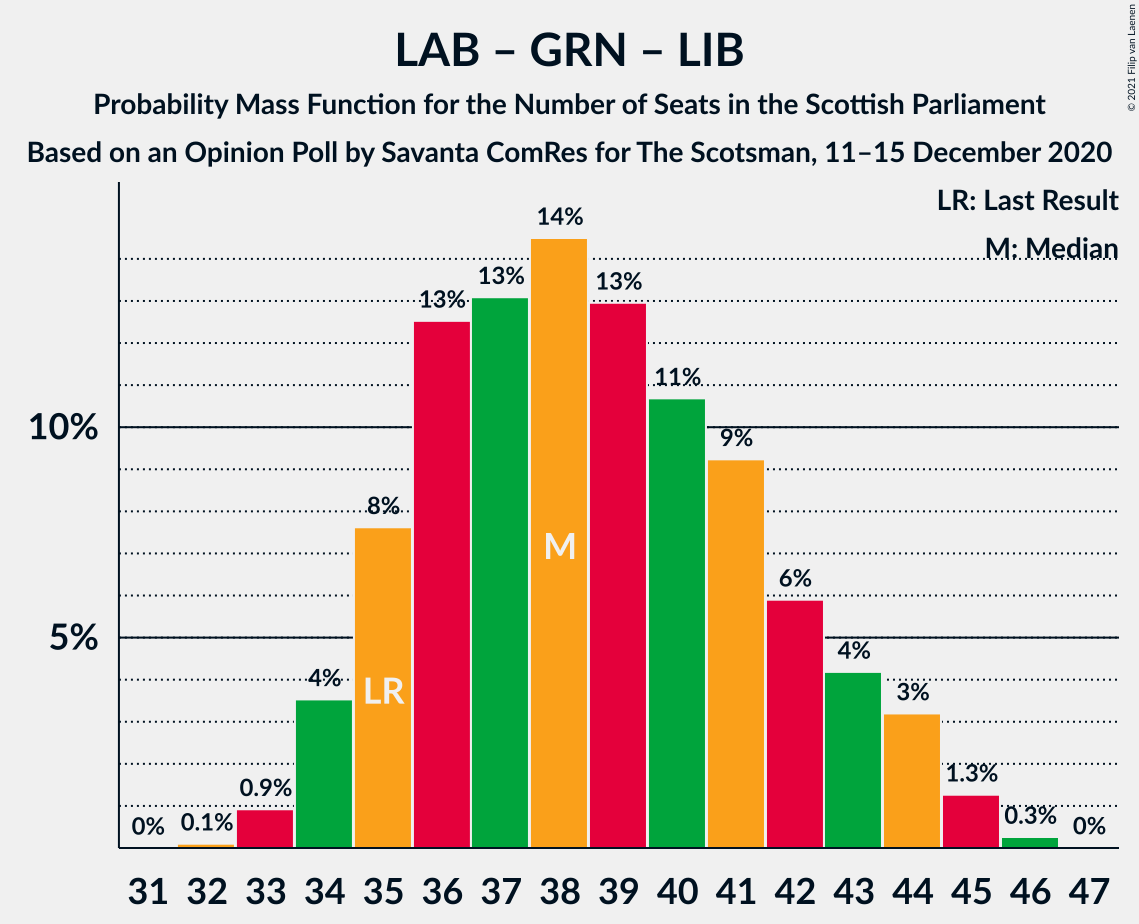 LAB – GRN – LIB
Probability Mass Function for the Number of Seats in the Scottish Parliament
Based on an Opinion Poll by Savanta ComRes for The Scotsman, 11–15 December 2020
© 2021 Filip van Laenen
LR: Last Result
M: Median
10%
5%
0%
0.1%
0.9%
4%
8%
13%
13%
14%
13%
11%
9%
6%
4%
3%
1.3%
0.3%
0%
LR
M
31 32 33 34 35 36 37 38 39 40 41 42 43 44 45 46 47